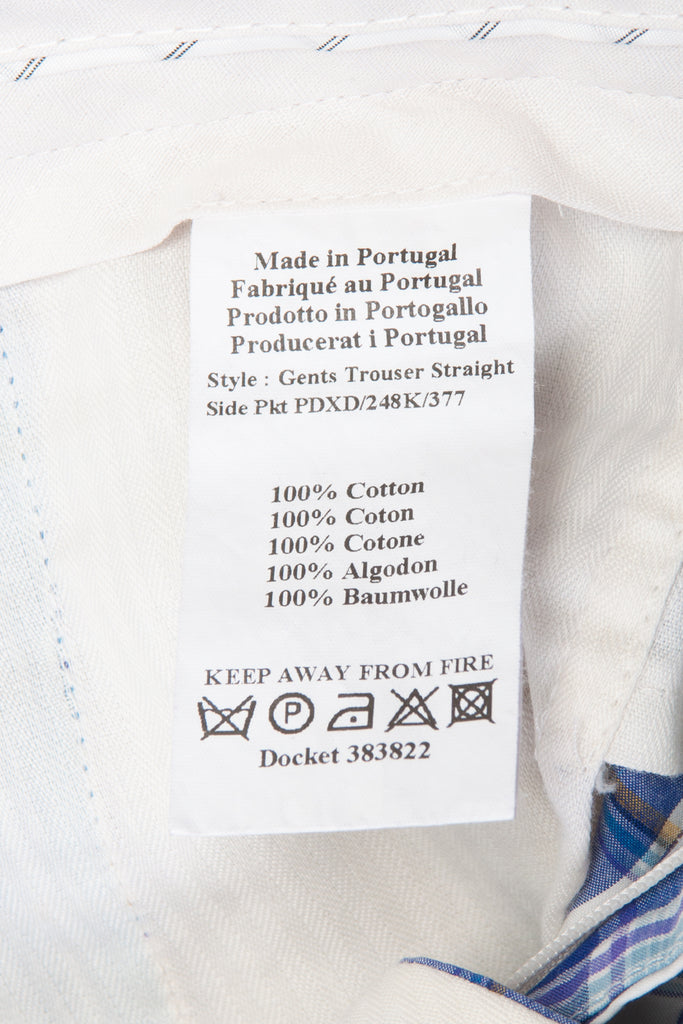 Made in Portugal
Fabriqué au Portugal
Prodotto in Portogallo
Producerat i Portugal
Style : Gents Trouser Straight
Side Pkt PDXD/248K/377
100% Cotton
100% Coton
100% Cotone
100% Algodon
100% Baumwolle
KEEP AWAY FROM FIRE
P
Docket 383822